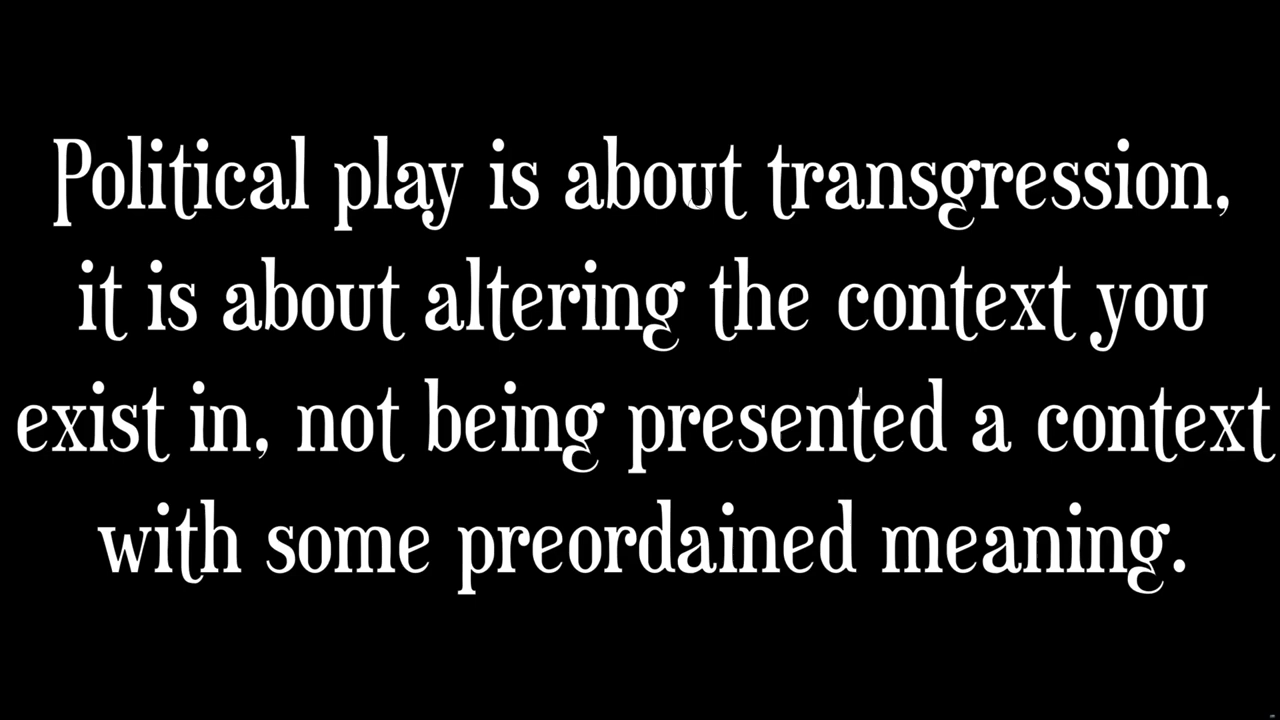 Political play is about transgression,
it is about altering the context you
exist in, not being presented a context
with some preordained meaning.